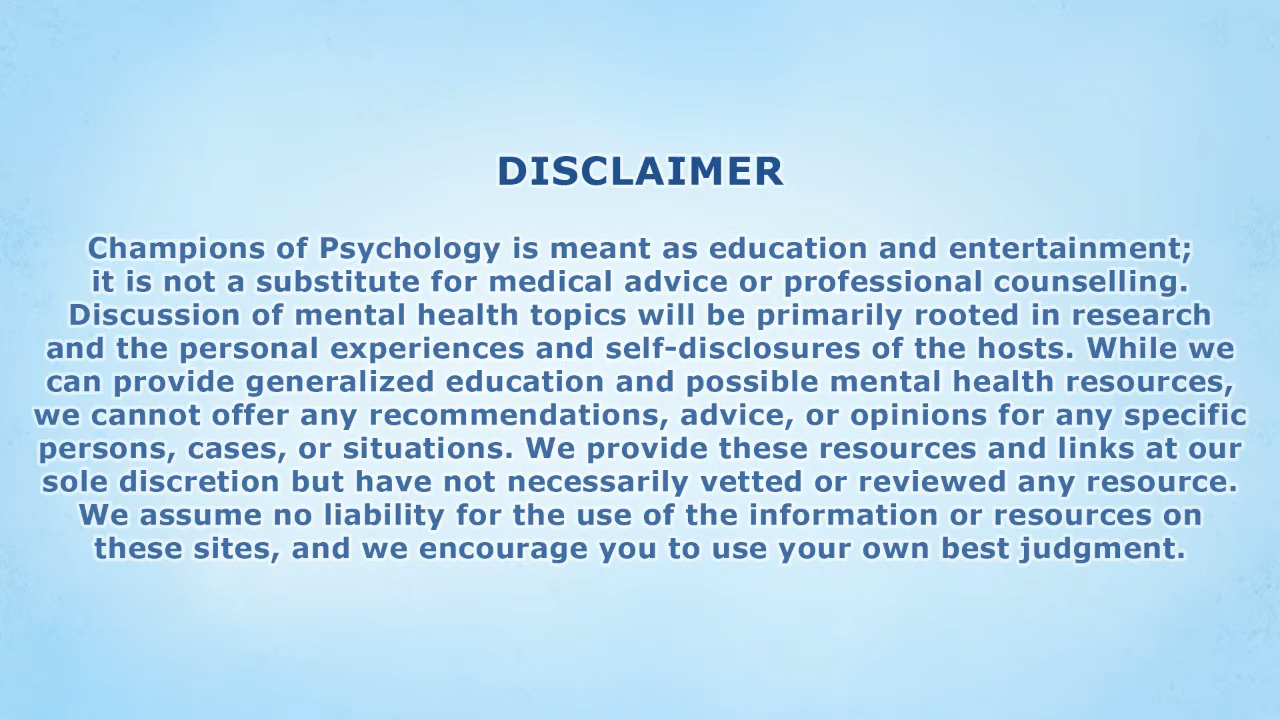 DISCLAIMER
Champions of Psychology is meant as education and entertainment;
it is not a substitute for medical advice or professional counselling.
Discussion of mental health topics will be primarily rooted in research
and the personal experiences and self-disclosures of the hosts. While we
can provide generalized education and possible mental health resources,
we cannot offer any recommendations, advice, or opinions for any specific
persons, cases, or situations. We provide these resources and links at our
sole discretion but have not necessarily vetted or reviewed any resource.
We assume no liability for the use of the information or resources on
these sites, and we encourage you to use your own best judgment.